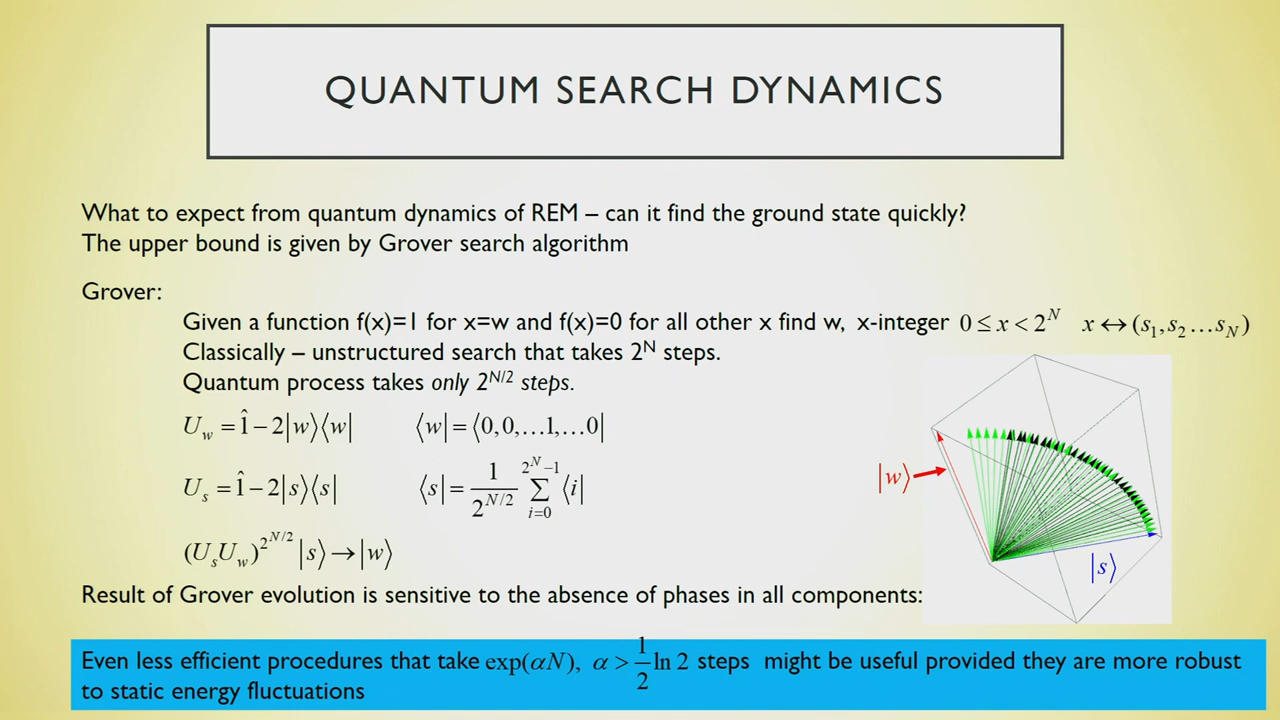 QUANTUM SEARCH DYNAMICS
What to expect from quantum dynamics of REM – can it find the ground state quickly?
The upper bound is given by Grover search algorithm
Grover:
Given a function f(x)=1 for x=w and f(x)=0 for all other x find w, x-integer 0 ≤ x < 2^N x ↔ (s_1, s_2 … s_N)
Classically – unstructured search that takes 2^N steps.
Quantum process takes only 2^{N/2} steps.
U_w = 1̂ − 2|w⟩⟨w| ⟨w| = ⟨0,0,…1,…0|
U_s = 1̂ − 2|s⟩⟨s| ⟨s| = \frac{1}{2^{N/2}} \sum_{i=0}^{2^N−1} ⟨i|
(U_s U_w)^{2^{N/2}} |s⟩ → |w⟩
|w⟩
|s⟩
Result of Grover evolution is sensitive to the absence of phases in all components:
Even less efficient procedures that take exp(αN), α > \frac{1}{2} ln 2 steps might be useful provided they are more robust
to static energy fluctuations